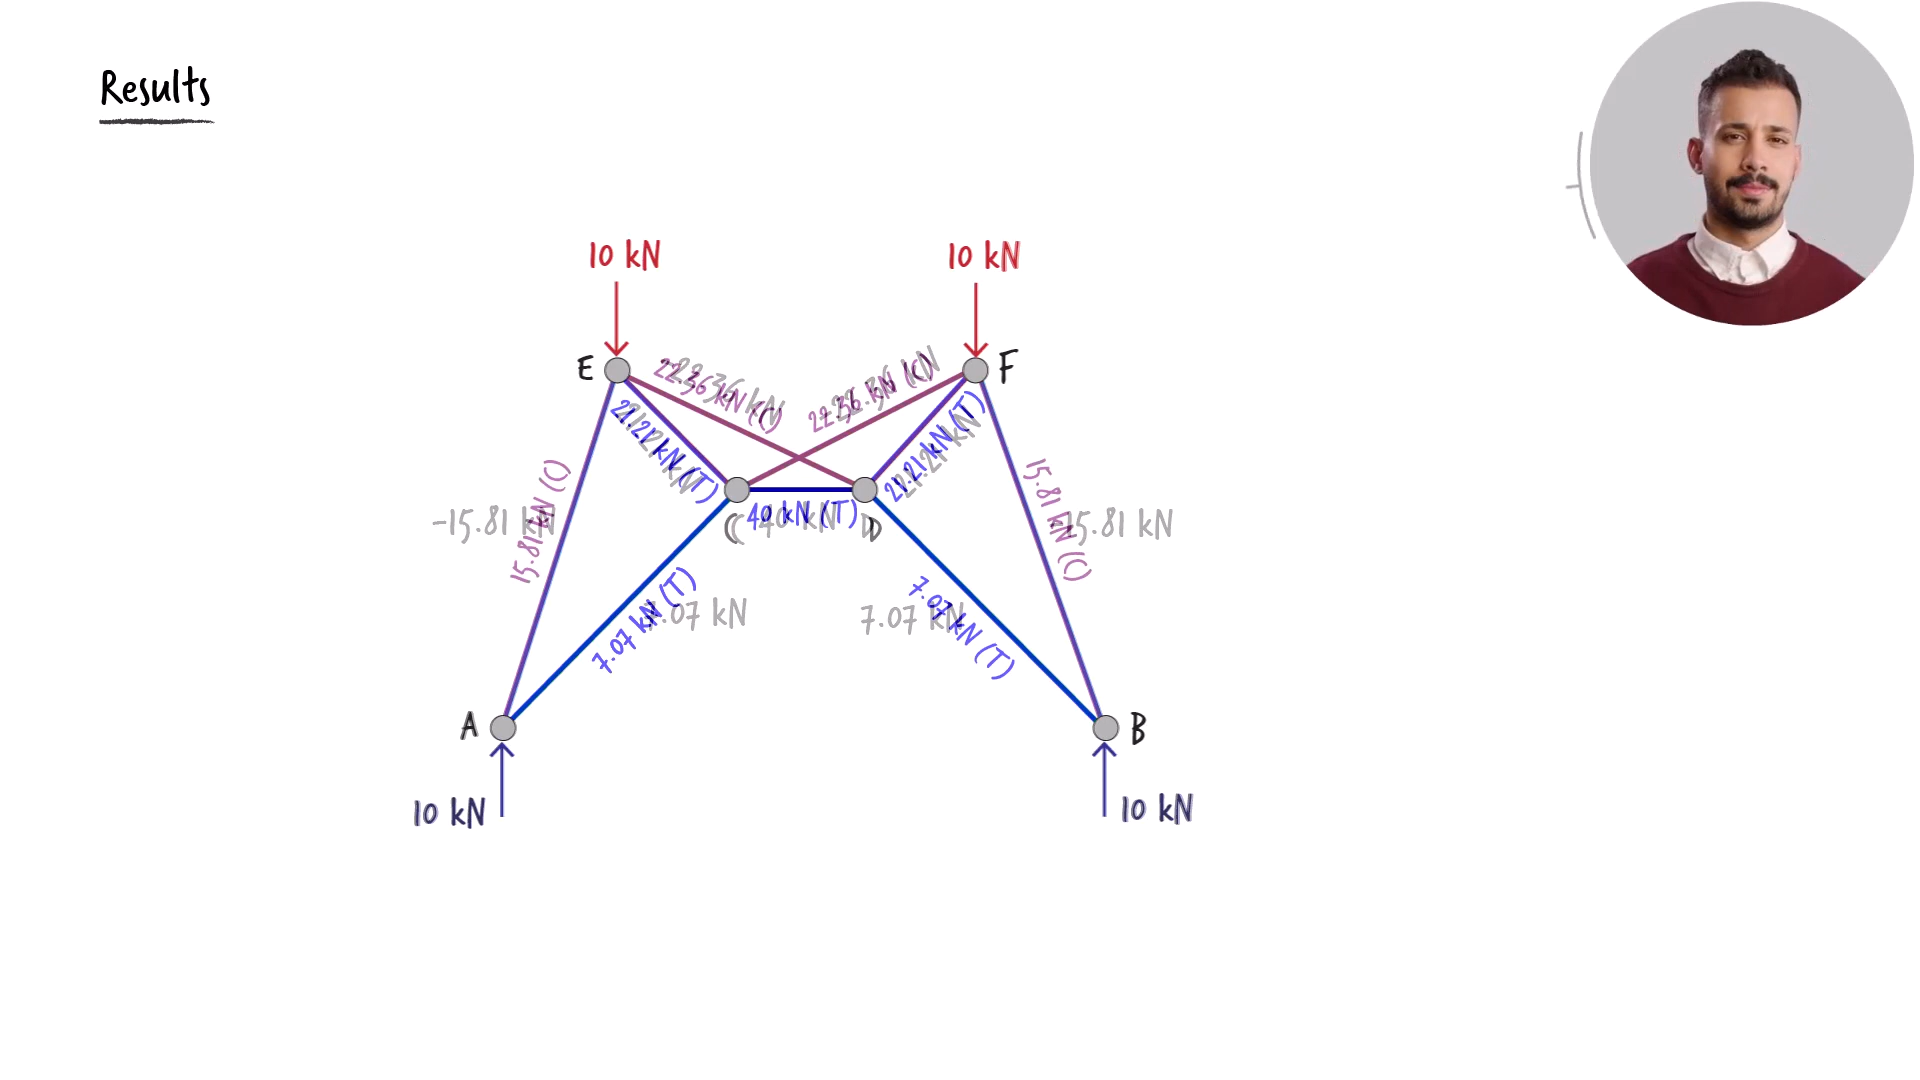 Results
10 kN
10 kN
E
F
22.36 kN (C)
22.36 kN (C)
21.21 kN (T)
21.21 kN (T)
15.81 kN (C)
15.81 kN (C)
-15.81 kN
15.81 kN
C
40 kN (T)
D
7.07 kN (T)
.07 kN
7.07 kN
7.07 kN (T)
A
B
10 kN
10 kN